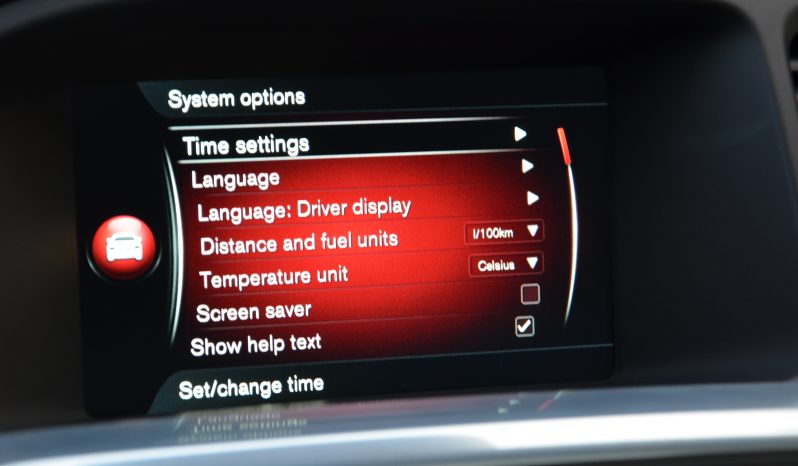 System options
Time settings
Language
Language: Driver display
Distance and fuel units l/100km
Temperature unit Celsius
Screen saver
Show help text
Set/change time